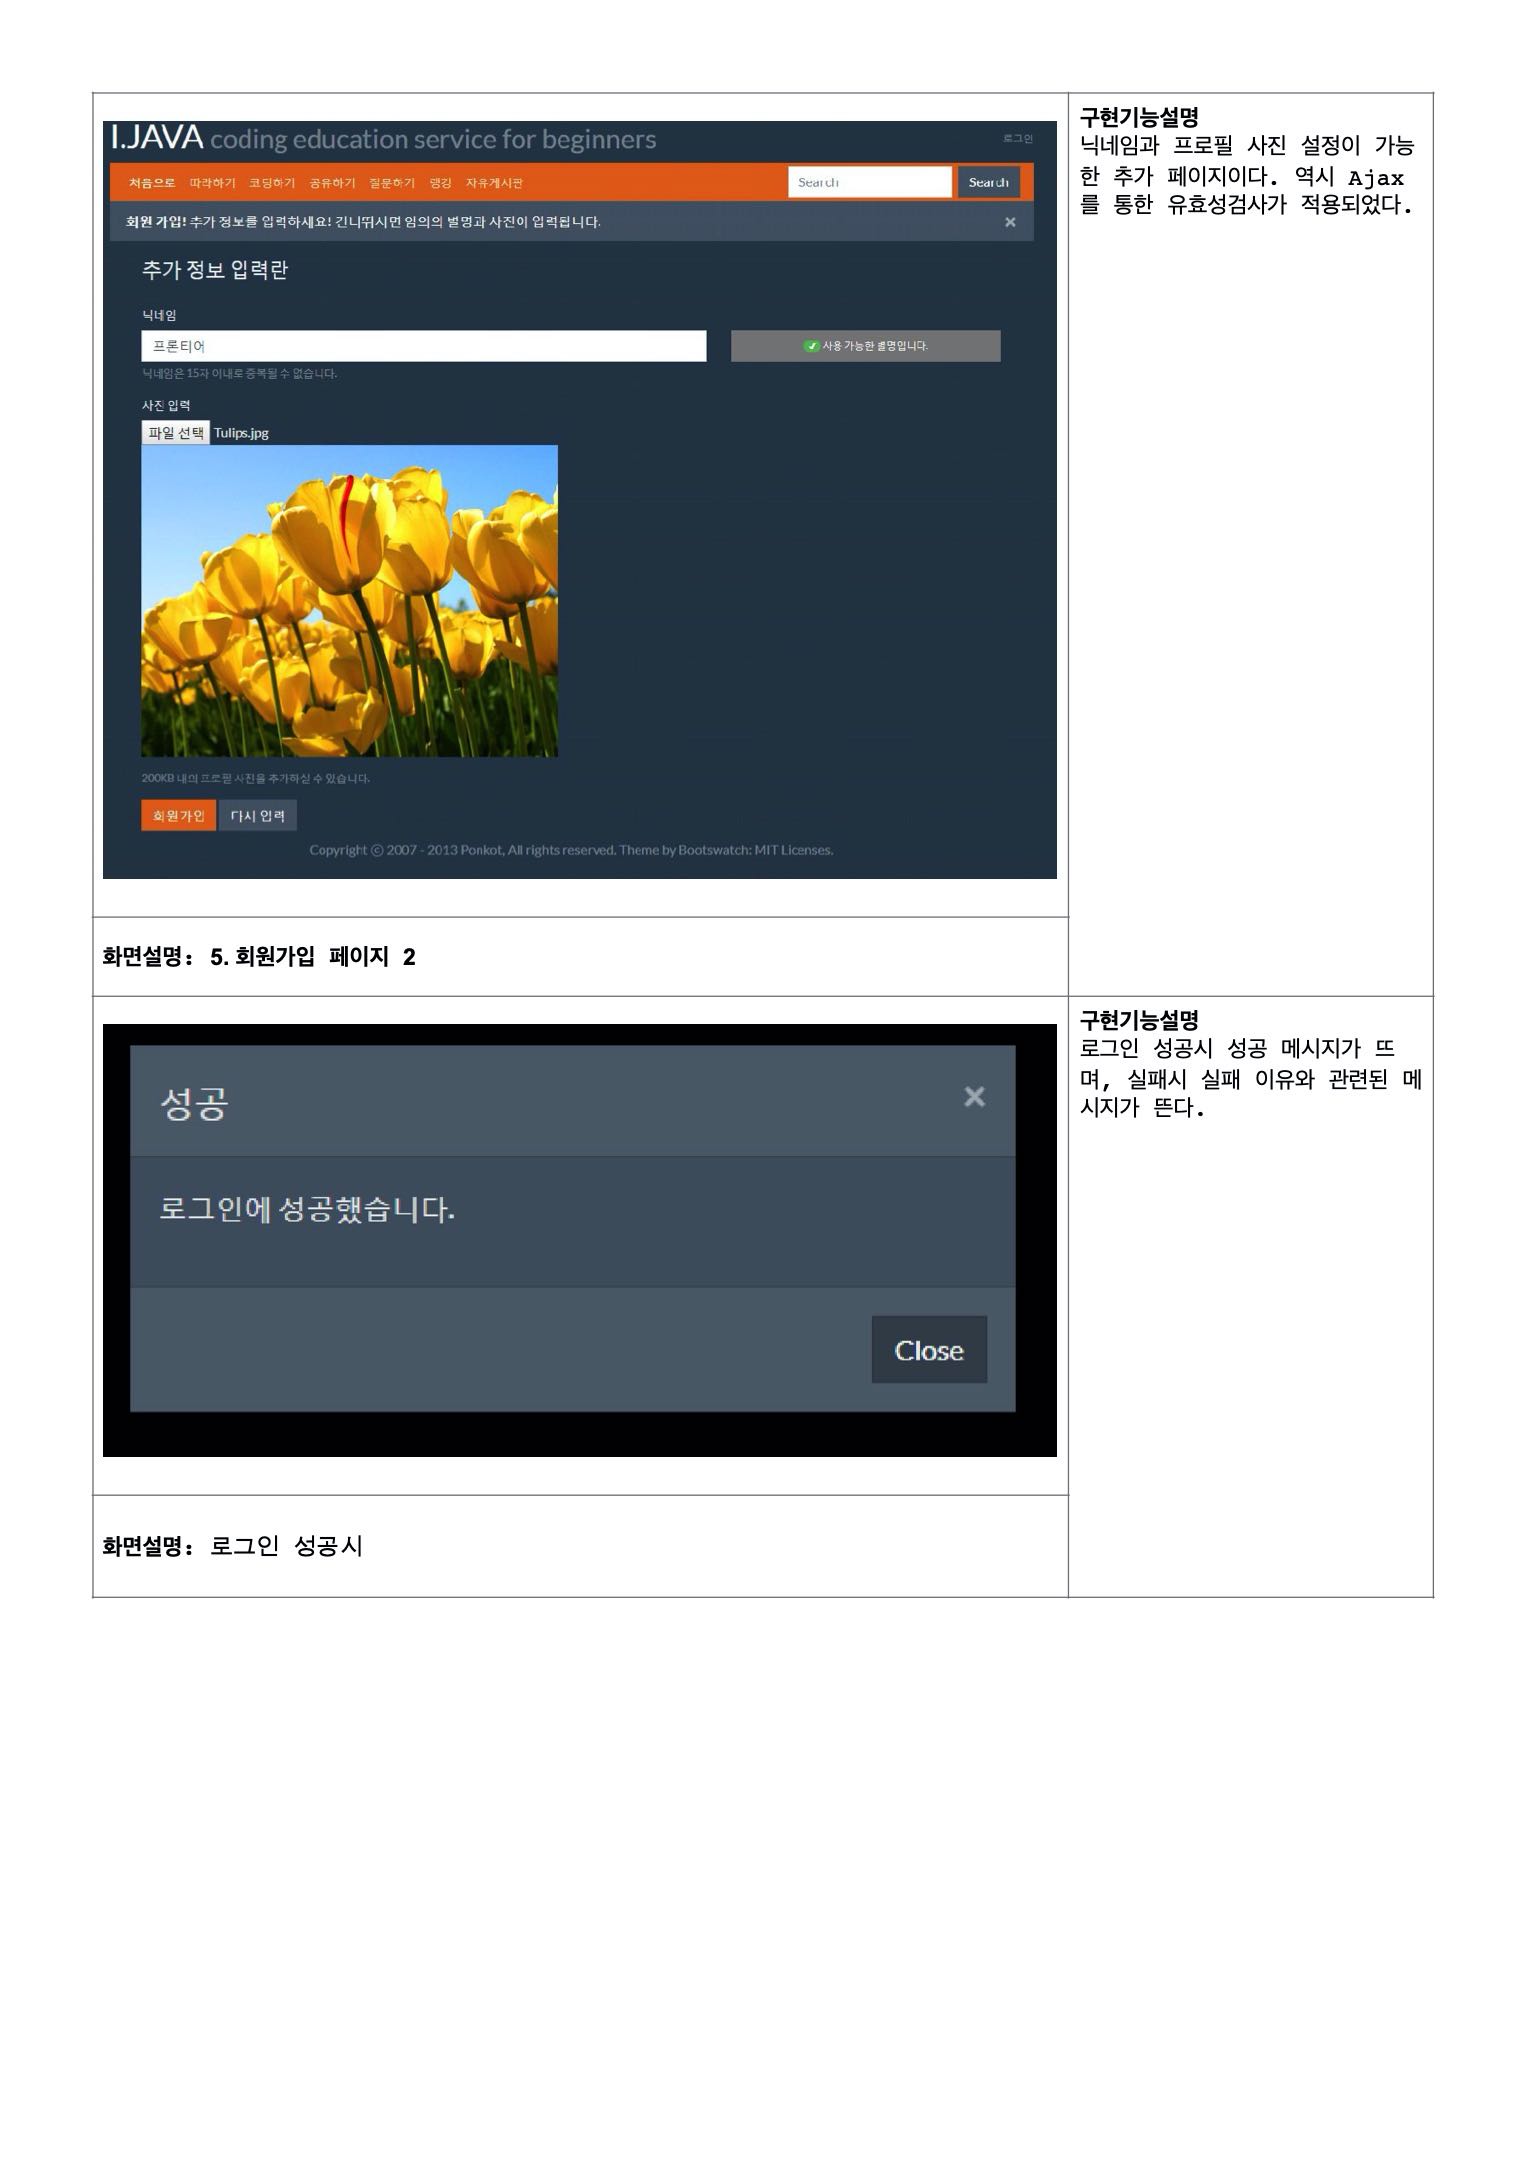 I.JAVA coding education service for beginners
로그인
처음으로 따라하기 코딩하기 공유하기 질문하기 랭킹 자유게시판 Search Search
회원 가입! 추가 정보를 입력하세요! 건너뛰시면 임의의 별명과 사진이 입력됩니다. ×
추가 정보 입력란
닉네임
프론티어
사용 가능한 별명입니다.
닉네임은 15자 이내로 중복될 수 없습니다.
사진 입력
파일 선택 Tulips.jpg
200KB 내의 프로필 사진을 추가하실 수 있습니다.
회원가입 다시 입력
Copyright ⓒ 2007 - 2013 Ponkot, All rights reserved. Theme by Bootswatch: MIT Licenses.
구현기능설명
닉네임과 프로필 사진 설정이 가능
한 추가 페이지이다. 역시 Ajax
를 통한 유효성검사가 적용되었다.
화면설명: 5. 회원가입 페이지 2
성공 ×
로그인에 성공했습니다.
Close
구현기능설명
로그인 성공시 성공 메시지가 뜨
며, 실패시 실패 이유와 관련된 메
시지가 뜬다.
화면설명: 로그인 성공시